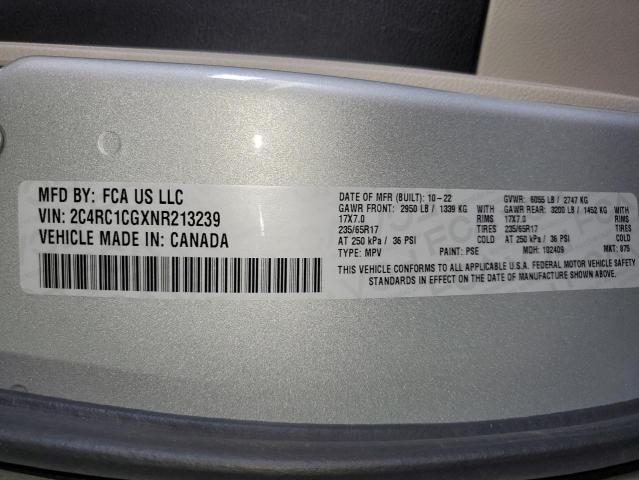 MFD BY: FCA US LLC
VIN: 2C4RC1CGXNR213239
VEHICLE MADE IN: CANADA
DATE OF MFR (BUILT): 10-22 GVWR: 6055 LB / 2747 KG
GAWR FRONT: 2950 LB / 1339 KG WITH GAWR REAR: 3200 LB / 1452 KG WITH
17X7.0 RIMS 17X7.0 RIMS
235/65R17 TIRES 235/65R17 TIRES
AT 250 kPa / 36 PSI COLD AT 250 kPa / 36 PSI COLD
TYPE: MPV PAINT: PSE MDH: 102409 MKT: 875
THIS VEHICLE CONFORMS TO ALL APPLICABLE U.S.A. FEDERAL MOTOR VEHICLE SAFETY
STANDARDS IN EFFECT ON THE DATE OF MANUFACTURE SHOWN ABOVE.